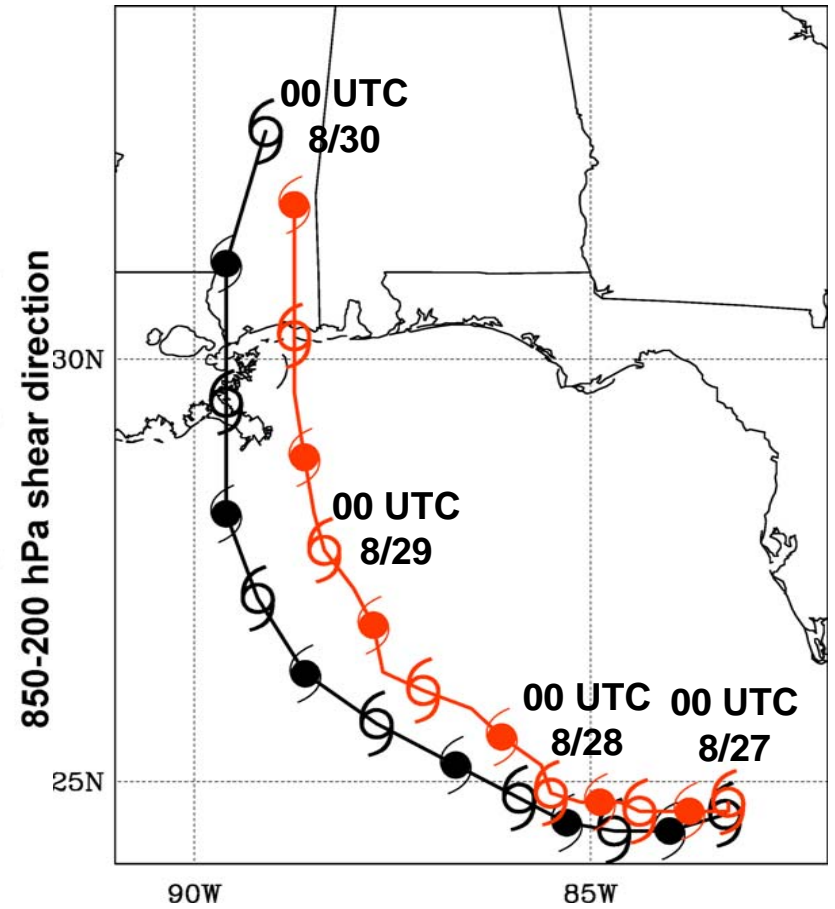 00 UTC
8/30
850-200 hPa shear direction
30N
00 UTC
8/29
00 UTC
8/28
00 UTC
8/27
25N
90W
85W